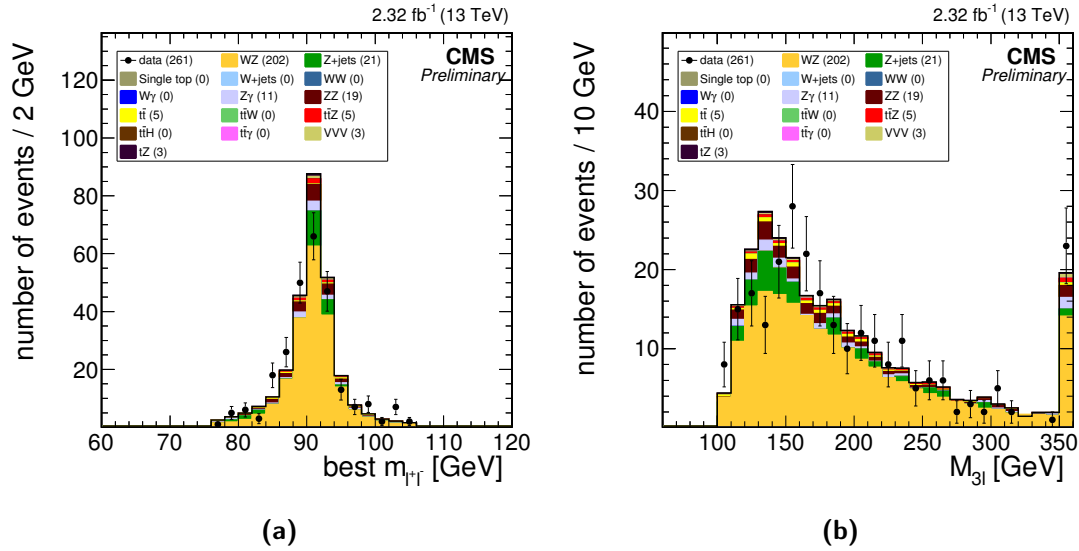 2.32 fb⁻¹ (13 TeV)
number of events / 2 GeV
CMS
Preliminary
data (261)
WZ (202)
Z+jets (21)
Single top (0)
W+jets (0)
WW (0)
Wγ (0)
Zγ (11)
ZZ (19)
tt̄ (5)
tt̄W (0)
tt̄Z (5)
tt̄H (0)
tt̄γ (0)
VVV (3)
tZ (3)
120
100
80
60
40
20
60 70 80 90 100 110 120
best m_l⁺l⁻ [GeV]
(a)
2.32 fb⁻¹ (13 TeV)
number of events / 10 GeV
CMS
Preliminary
data (261)
WZ (202)
Z+jets (21)
Single top (0)
W+jets (0)
WW (0)
Wγ (0)
Zγ (11)
ZZ (19)
tt̄ (5)
tt̄W (0)
tt̄Z (5)
tt̄H (0)
tt̄γ (0)
VVV (3)
tZ (3)
40
30
20
10
100 150 200 250 300 350
M_3l [GeV]
(b)